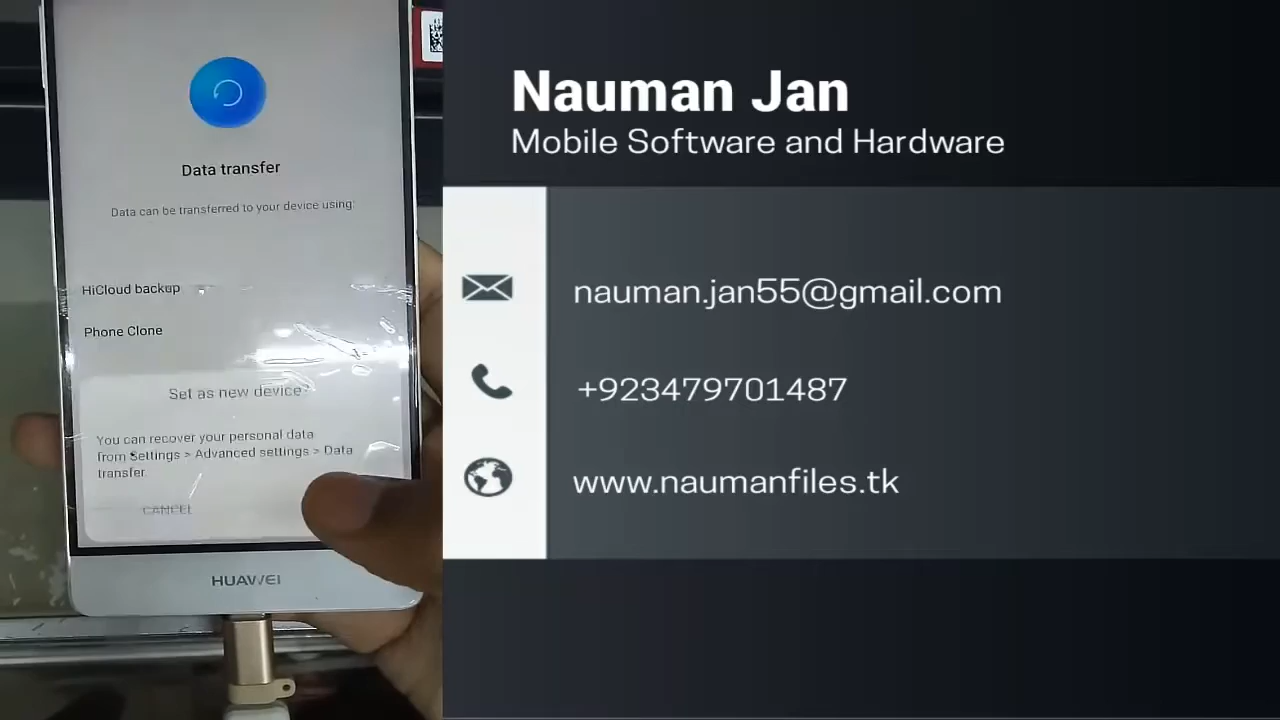 Data transfer
Data can be transferred to your device using:
HiCloud backup
Phone Clone
Set as new device?
You can recover your personal data
from Settings > Advanced settings > Data
transfer.
CANCEL
HUAWEI
Nauman Jan
Mobile Software and Hardware
nauman.jan55@gmail.com
+923479701487
www.naumanfiles.tk